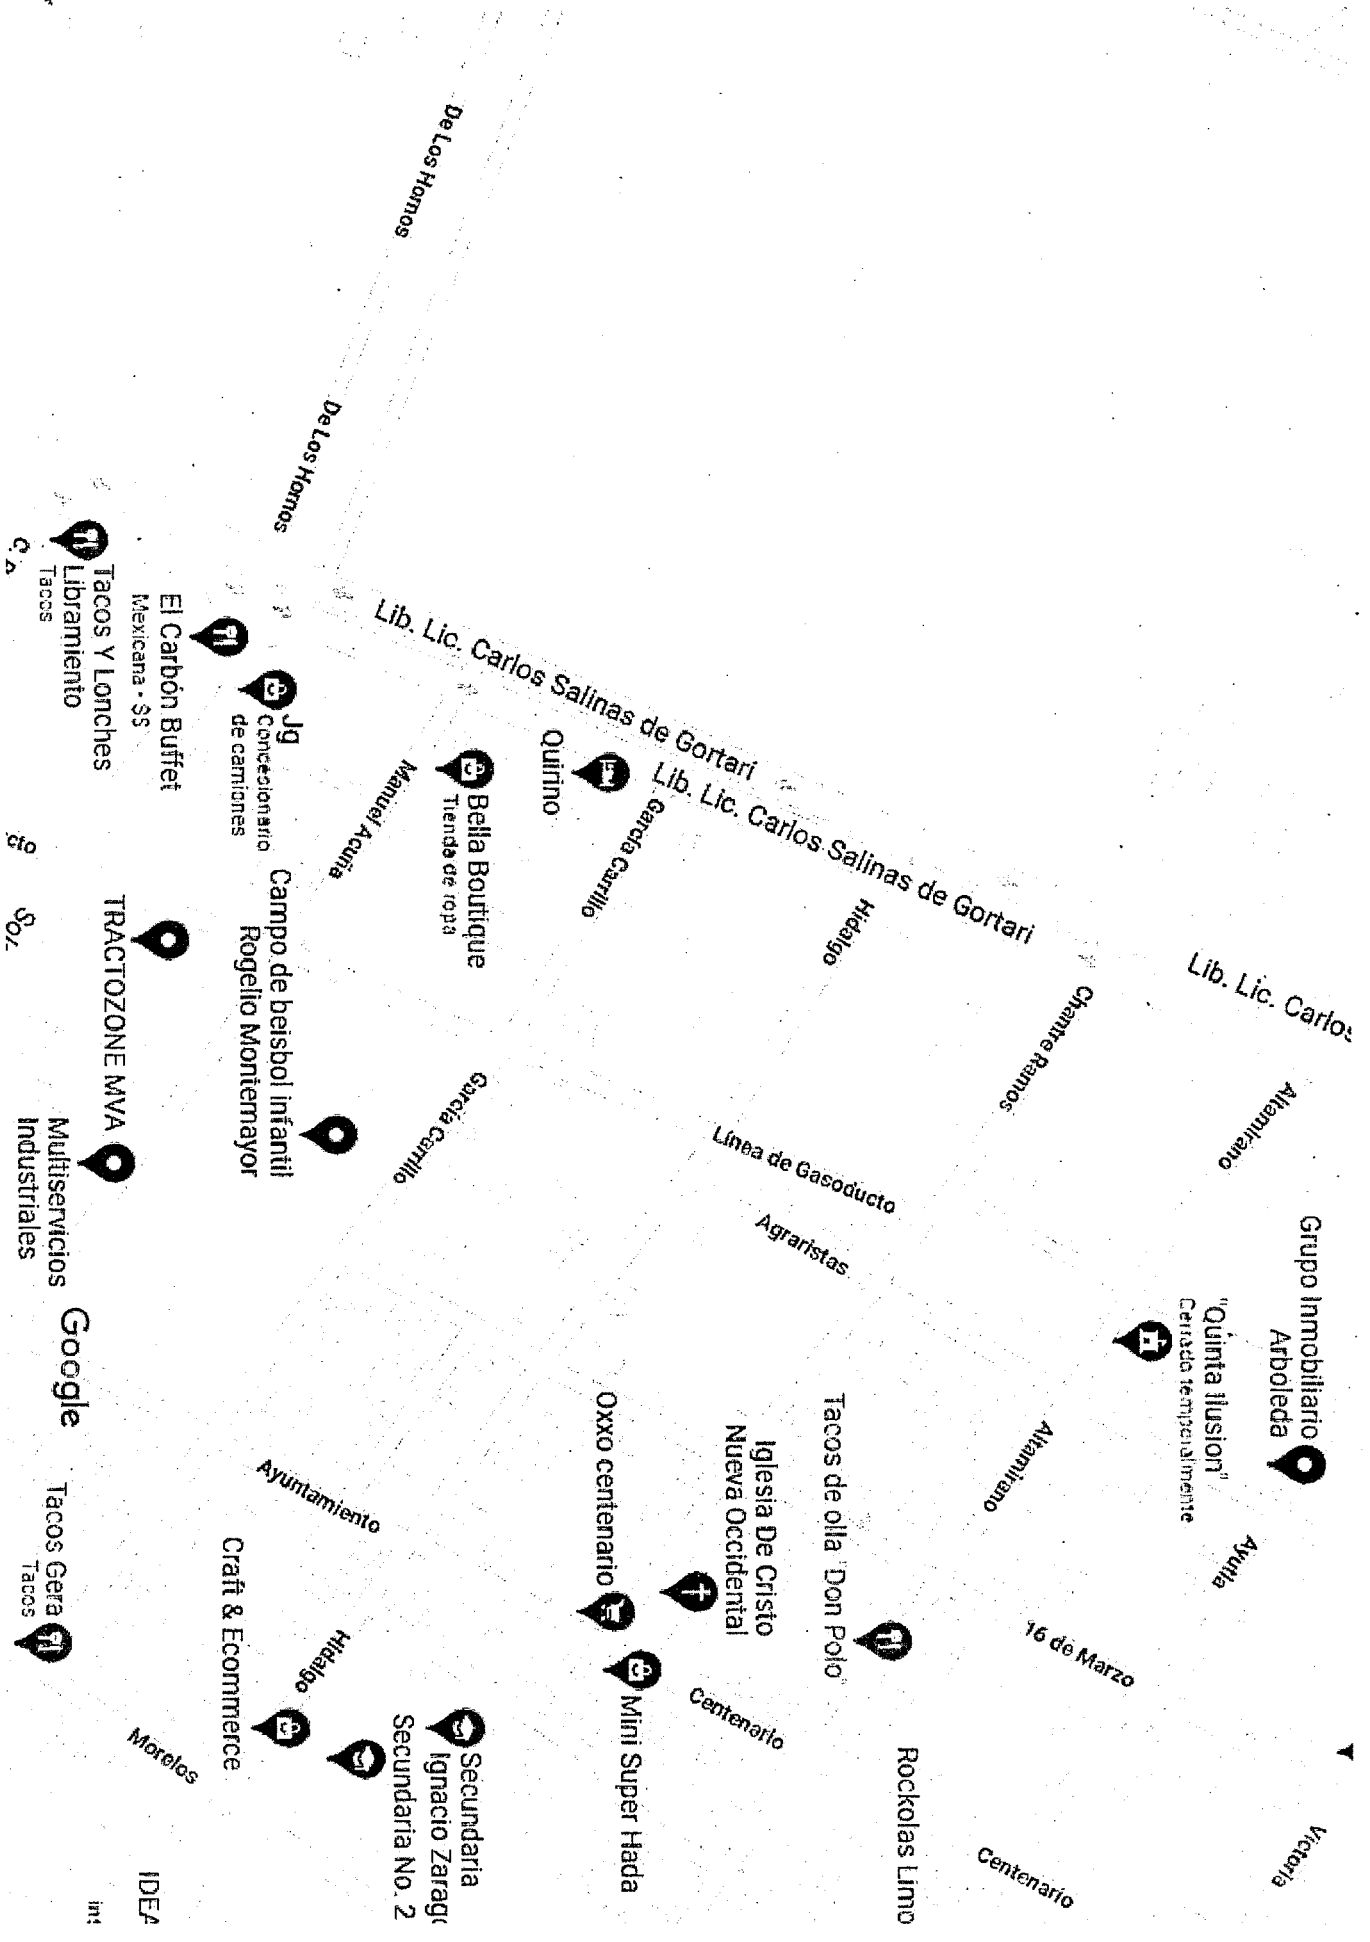 De Los Hornos
De Los Hornos
Lib. Lic. Carlos Salinas de Gortari
Lib. Lic. Carlos Salinas de Gortari
Lib. Lic. Carlos
Tacos Y Lonches
Libramiento
Tacos
El Carbón Buffet
Mexicana · $$
Jg
Concesionario
de camiones
Manuel Acuña
Bella Boutique
Tienda de ropa
Quirino
García Carrillo
Hidalgo
Chantre Ramos
Altamirano
cto
TRACTOZONE MVA
Campo de beisbol infantil
Rogelio Montemayor
García Carrillo
Línea de Gasoducto
Agraristas
Multiservicios
Industriales
Grupo Inmobiliario
Arboleda
"Quinta Ilusion"
Cerrado temporalmente
Google
Altamirano
Ayuntamiento
Oxxo centenario
Iglesia De Cristo
Nueva Occidental
Tacos de olla "Don Polo"
Ayutla
Tacos Gera
Tacos
Craft & Ecommerce
Hidalgo
16 de Marzo
Mini Super Hada
Centenario
Morelos
Secundaria
Ignacio Zarago
Secundaria No. 2
Rockolas Limo
Centenario
Victoria
IDEA